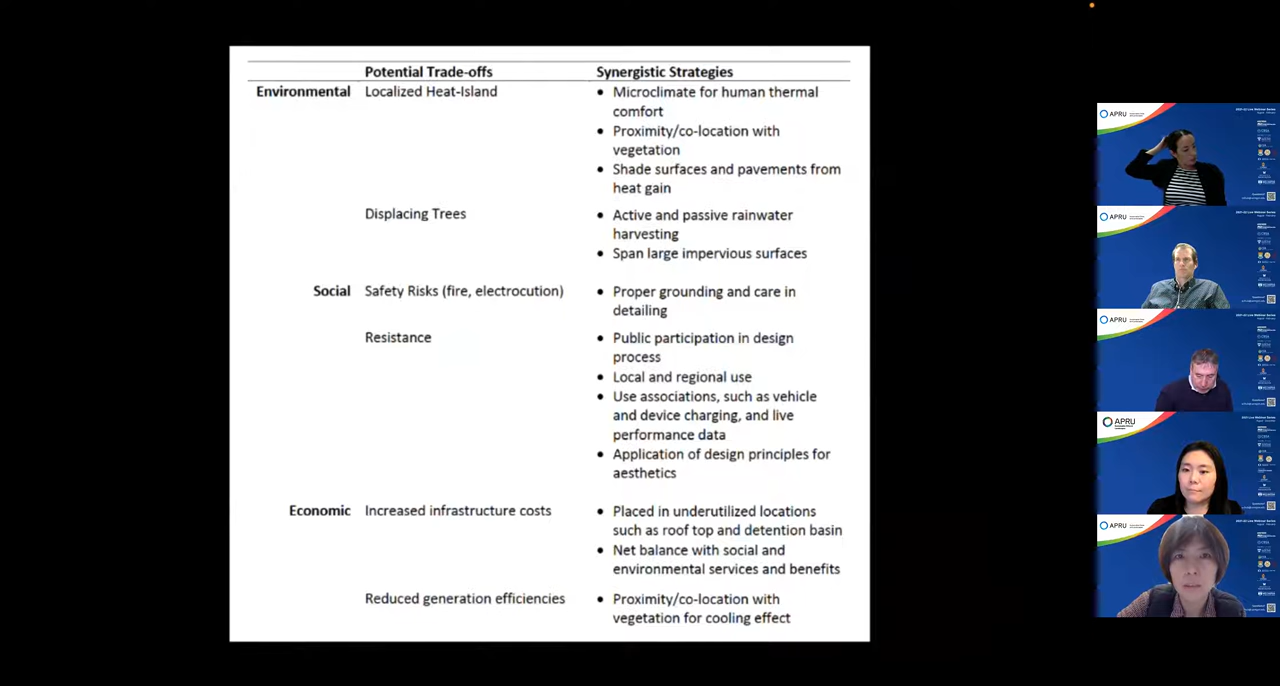 Potential Trade-offs Synergistic Strategies
Environmental Localized Heat-Island • Microclimate for human thermal
comfort
• Proximity/co-location with
vegetation
• Shade surfaces and pavements from
heat gain
Displacing Trees • Active and passive rainwater
harvesting
• Span large impervious surfaces
Social Safety Risks (fire, electrocution) • Proper grounding and care in
detailing
Resistance • Public participation in design
process
• Local and regional use
• Use associations, such as vehicle
and device charging, and live
performance data
• Application of design principles for
aesthetics
Economic Increased infrastructure costs • Placed in underutilized locations
such as roof top and detention basin
• Net balance with social and
environmental services and benefits
Reduced generation efficiencies • Proximity/co-location with
vegetation for cooling effect
APRU
APRU
APRU
APRU
APRU